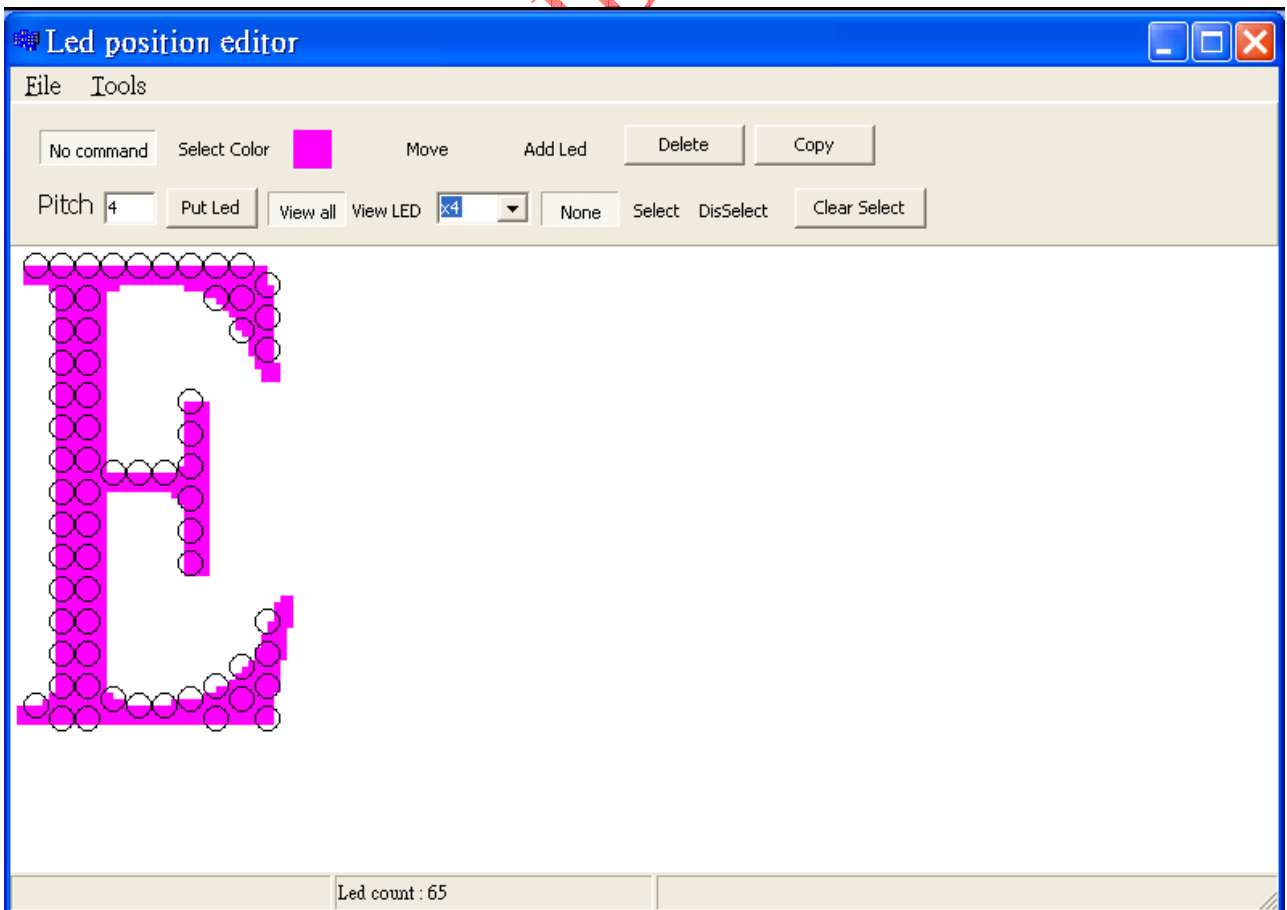 Led position editor
File Tools
No command Select Color Move Add Led Delete Copy
Pitch 4 Put Led View all View LED x4 None Select DisSelect Clear Select
Led count : 65